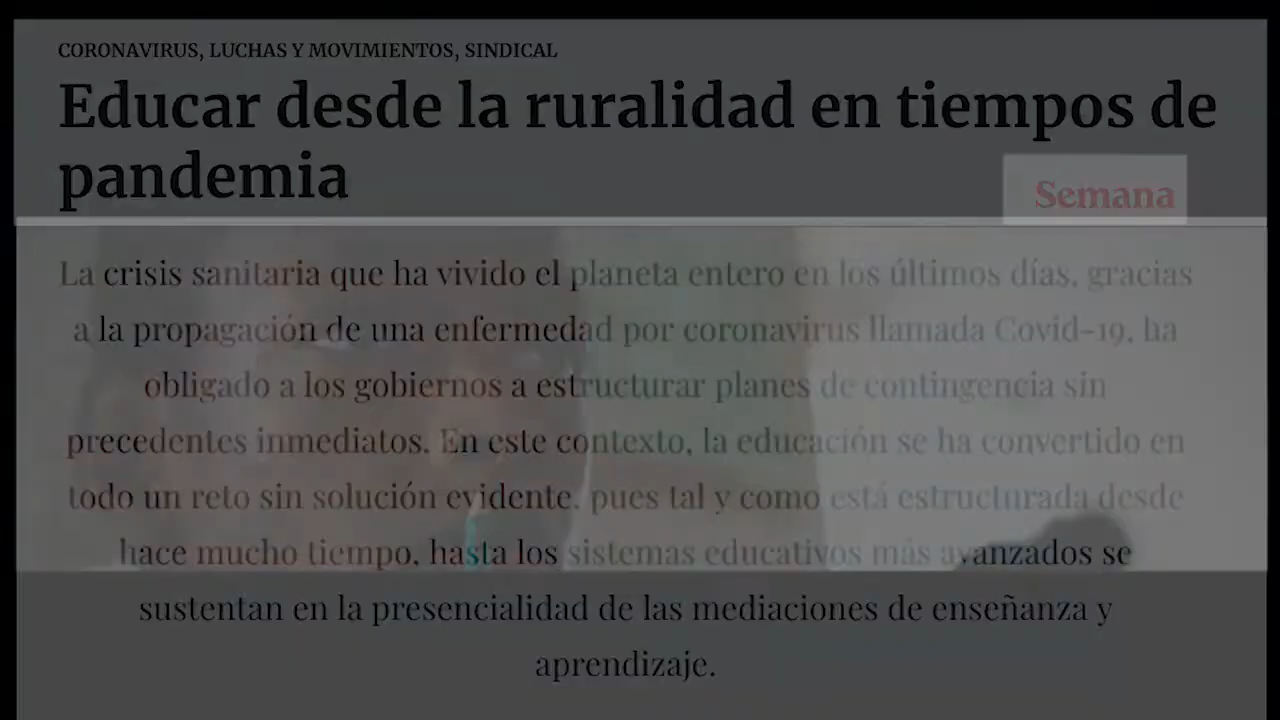 CORONAVIRUS, LUCHAS Y MOVIMIENTOS, SINDICAL
Educar desde la ruralidad en tiempos de
pandemia
Semana
La crisis sanitaria que ha vivido el planeta entero en los últimos días, gracias
a la propagación de una enfermedad por coronavirus llamada Covid-19, ha
obligado a los gobiernos a estructurar planes de contingencia sin
precedentes inmediatos. En este contexto, la educación se ha convertido en
todo un reto sin solución evidente, pues tal y como está estructurada desde
hace mucho tiempo, hasta los sistemas educativos más avanzados se
sustentan en la presencialidad de las mediaciones de enseñanza y
aprendizaje.